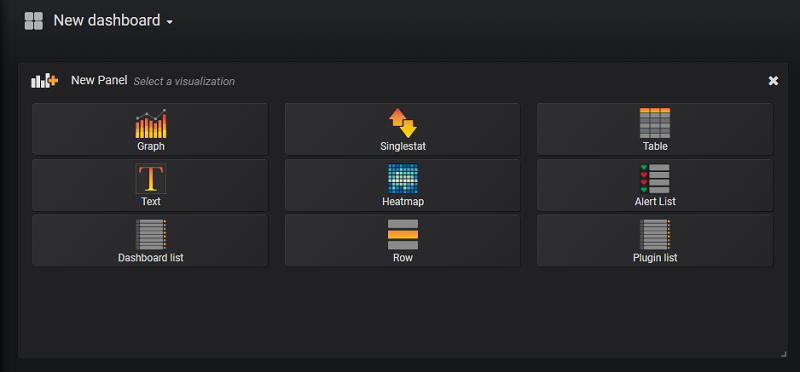 New dashboard
New Panel Select a visualization
Graph Singlestat Table
Text Heatmap Alert List
Dashboard list Row Plugin list